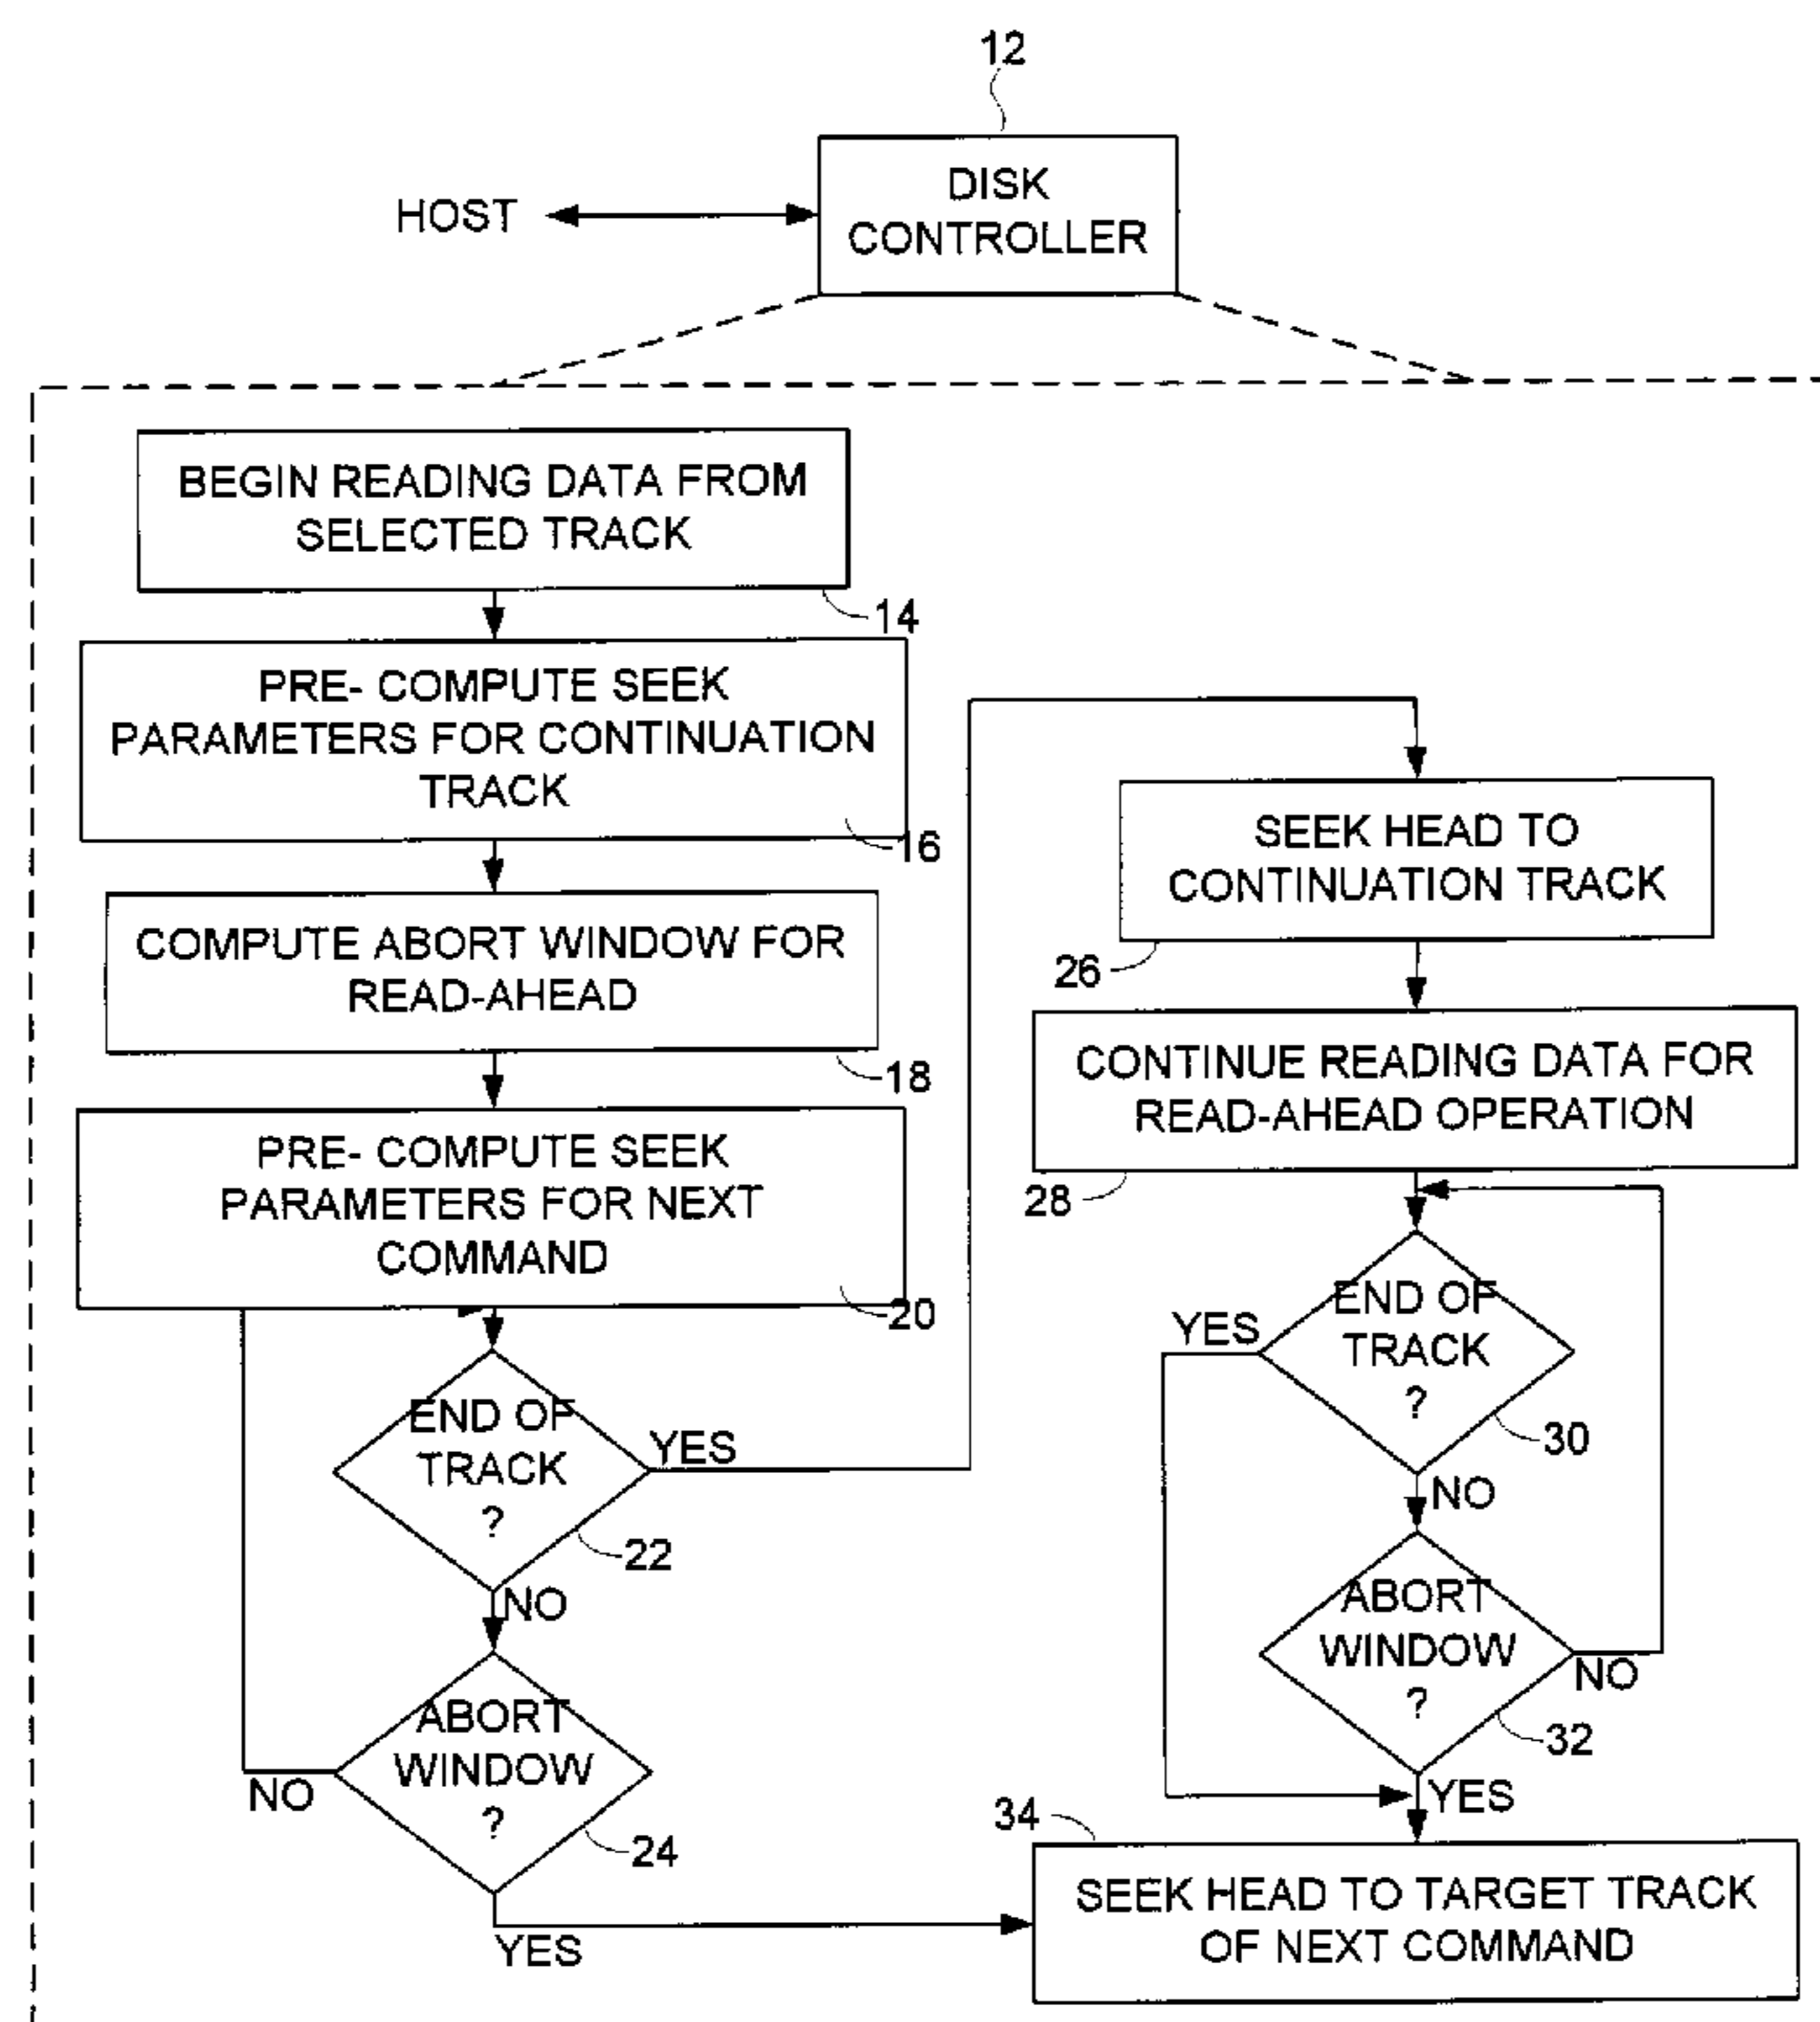 12
DISK
CONTROLLER
HOST
BEGIN READING DATA FROM
SELECTED TRACK
14
PRE- COMPUTE SEEK
PARAMETERS FOR CONTINUATION
TRACK
16
COMPUTE ABORT WINDOW FOR
READ-AHEAD
18
PRE- COMPUTE SEEK
PARAMETERS FOR NEXT
COMMAND
20
END OF
TRACK
?
YES
22
NO
ABORT
WINDOW
?
NO
24
YES
SEEK HEAD TO
CONTINUATION TRACK
26
CONTINUE READING DATA FOR
READ-AHEAD OPERATION
28
END OF
TRACK
?
YES
30
NO
ABORT
WINDOW
?
NO
32
YES
34
SEEK HEAD TO TARGET TRACK
OF NEXT COMMAND